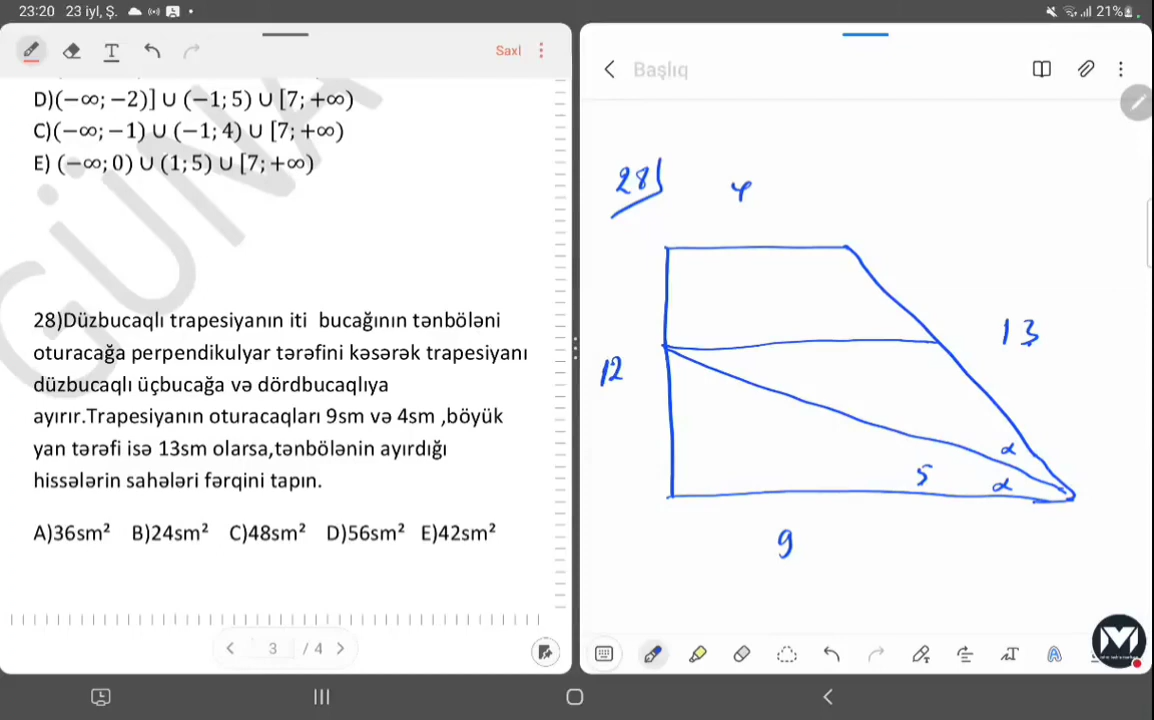 23:20 23 iyl, Ş.
21%
Saxl
Başlıq
D)(−∞; −2)] ∪ (−1; 5) ∪ [7; +∞)
C)(−∞; −1) ∪ (−1; 4) ∪ [7; +∞)
E) (−∞; 0) ∪ (1; 5) ∪ [7; +∞)
GÜNA
28)Düzbucaqlı trapesiyanın iti bucağının tənböləni
oturacağa perpendikulyar tərəfini kəsərək trapesiyanı
düzbucaqlı üçbucağa və dördbucaqlıya
ayırır.Trapesiyanın oturacaqları 9sm və 4sm ,böyük
yan tərəfi isə 13sm olarsa,tənbölənin ayırdığı
hissələrin sahələri fərqini tapın.
A)36sm² B)24sm² C)48sm² D)56sm² E)42sm²
3 / 4
28)
4
13
12
α
5 α
9